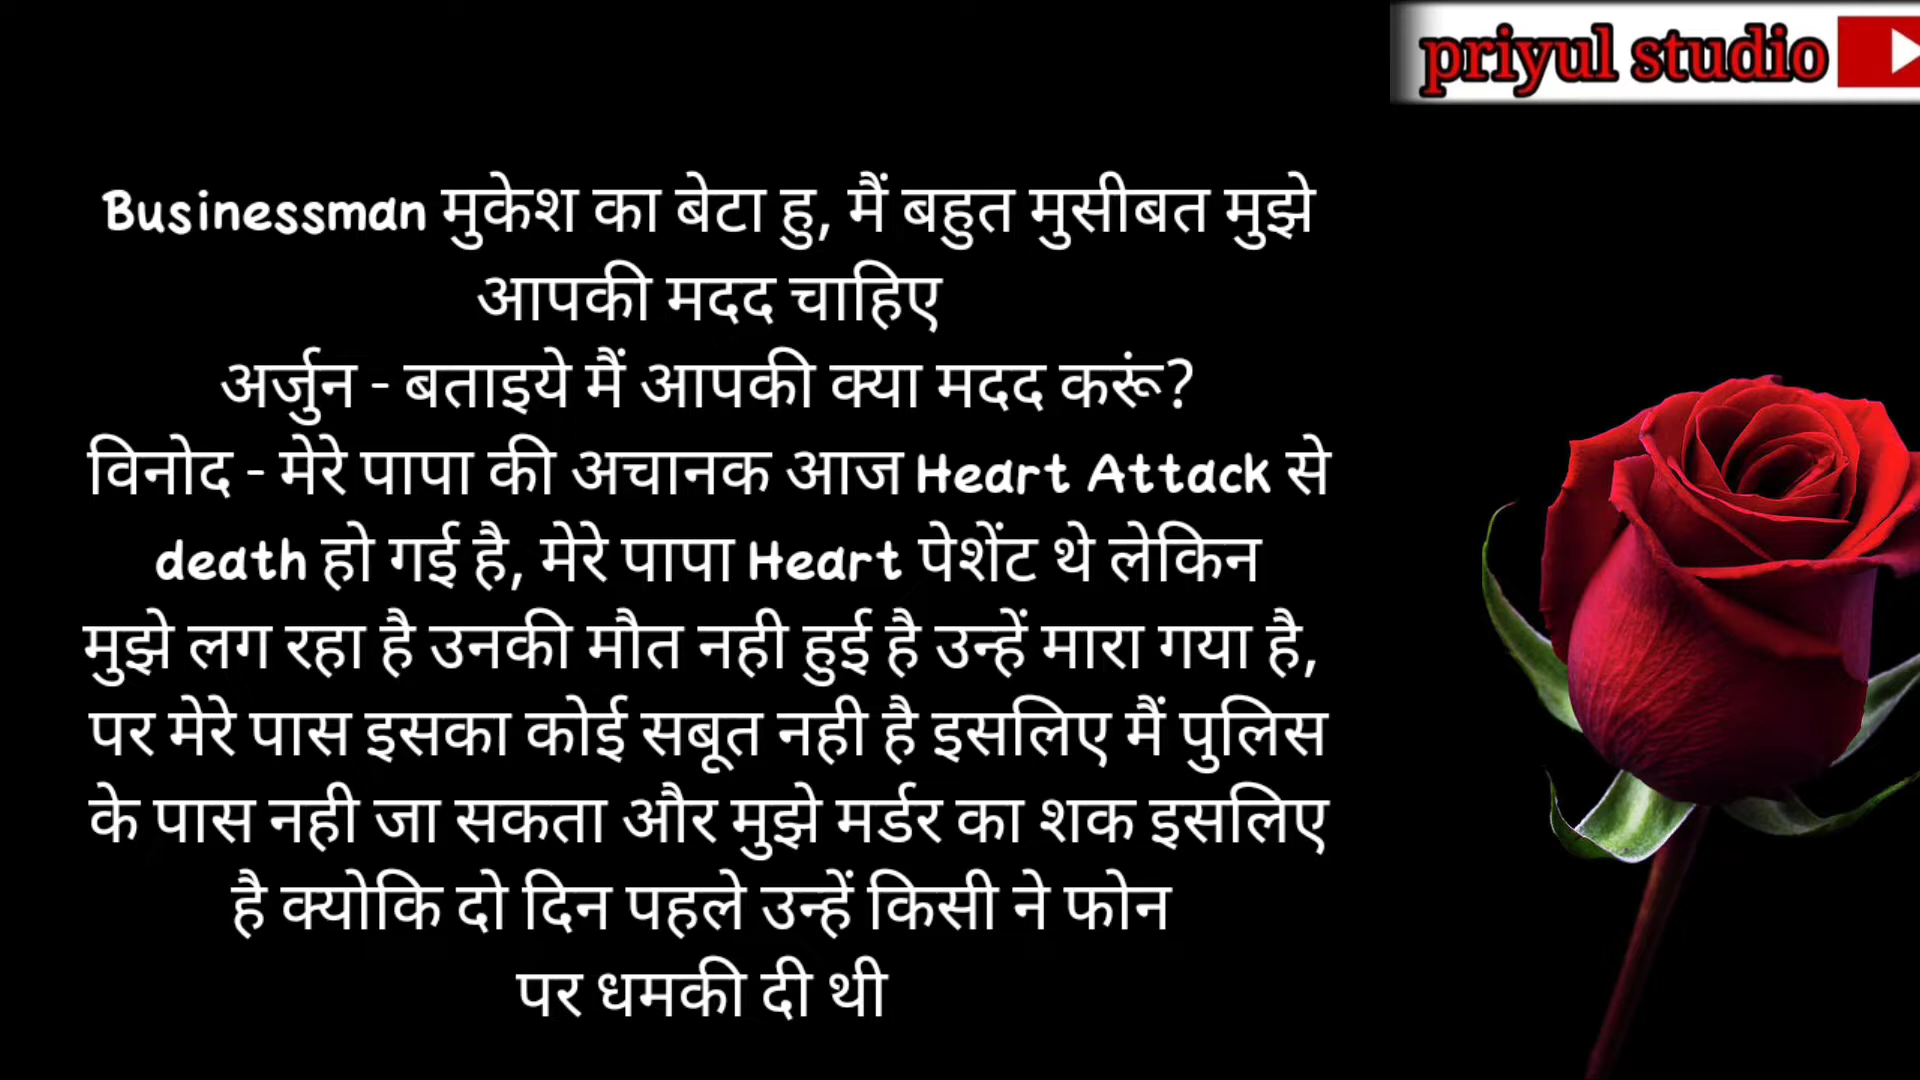 priyul studio
Businessman मुकेश का बेटा हु, मैं बहुत मुसीबत मुझे
आपकी मदद चाहिए
अर्जुन - बताइये मैं आपकी क्या मदद करूं?
विनोद - मेरे पापा की अचानक आज Heart Attack से
death हो गई है, मेरे पापा Heart पेशेंट थे लेकिन
मुझे लग रहा है उनकी मौत नही हुई है उन्हें मारा गया है,
पर मेरे पास इसका कोई सबूत नही है इसलिए मैं पुलिस
के पास नही जा सकता और मुझे मर्डर का शक इसलिए
है क्योकि दो दिन पहले उन्हें किसी ने फोन
पर धमकी दी थी